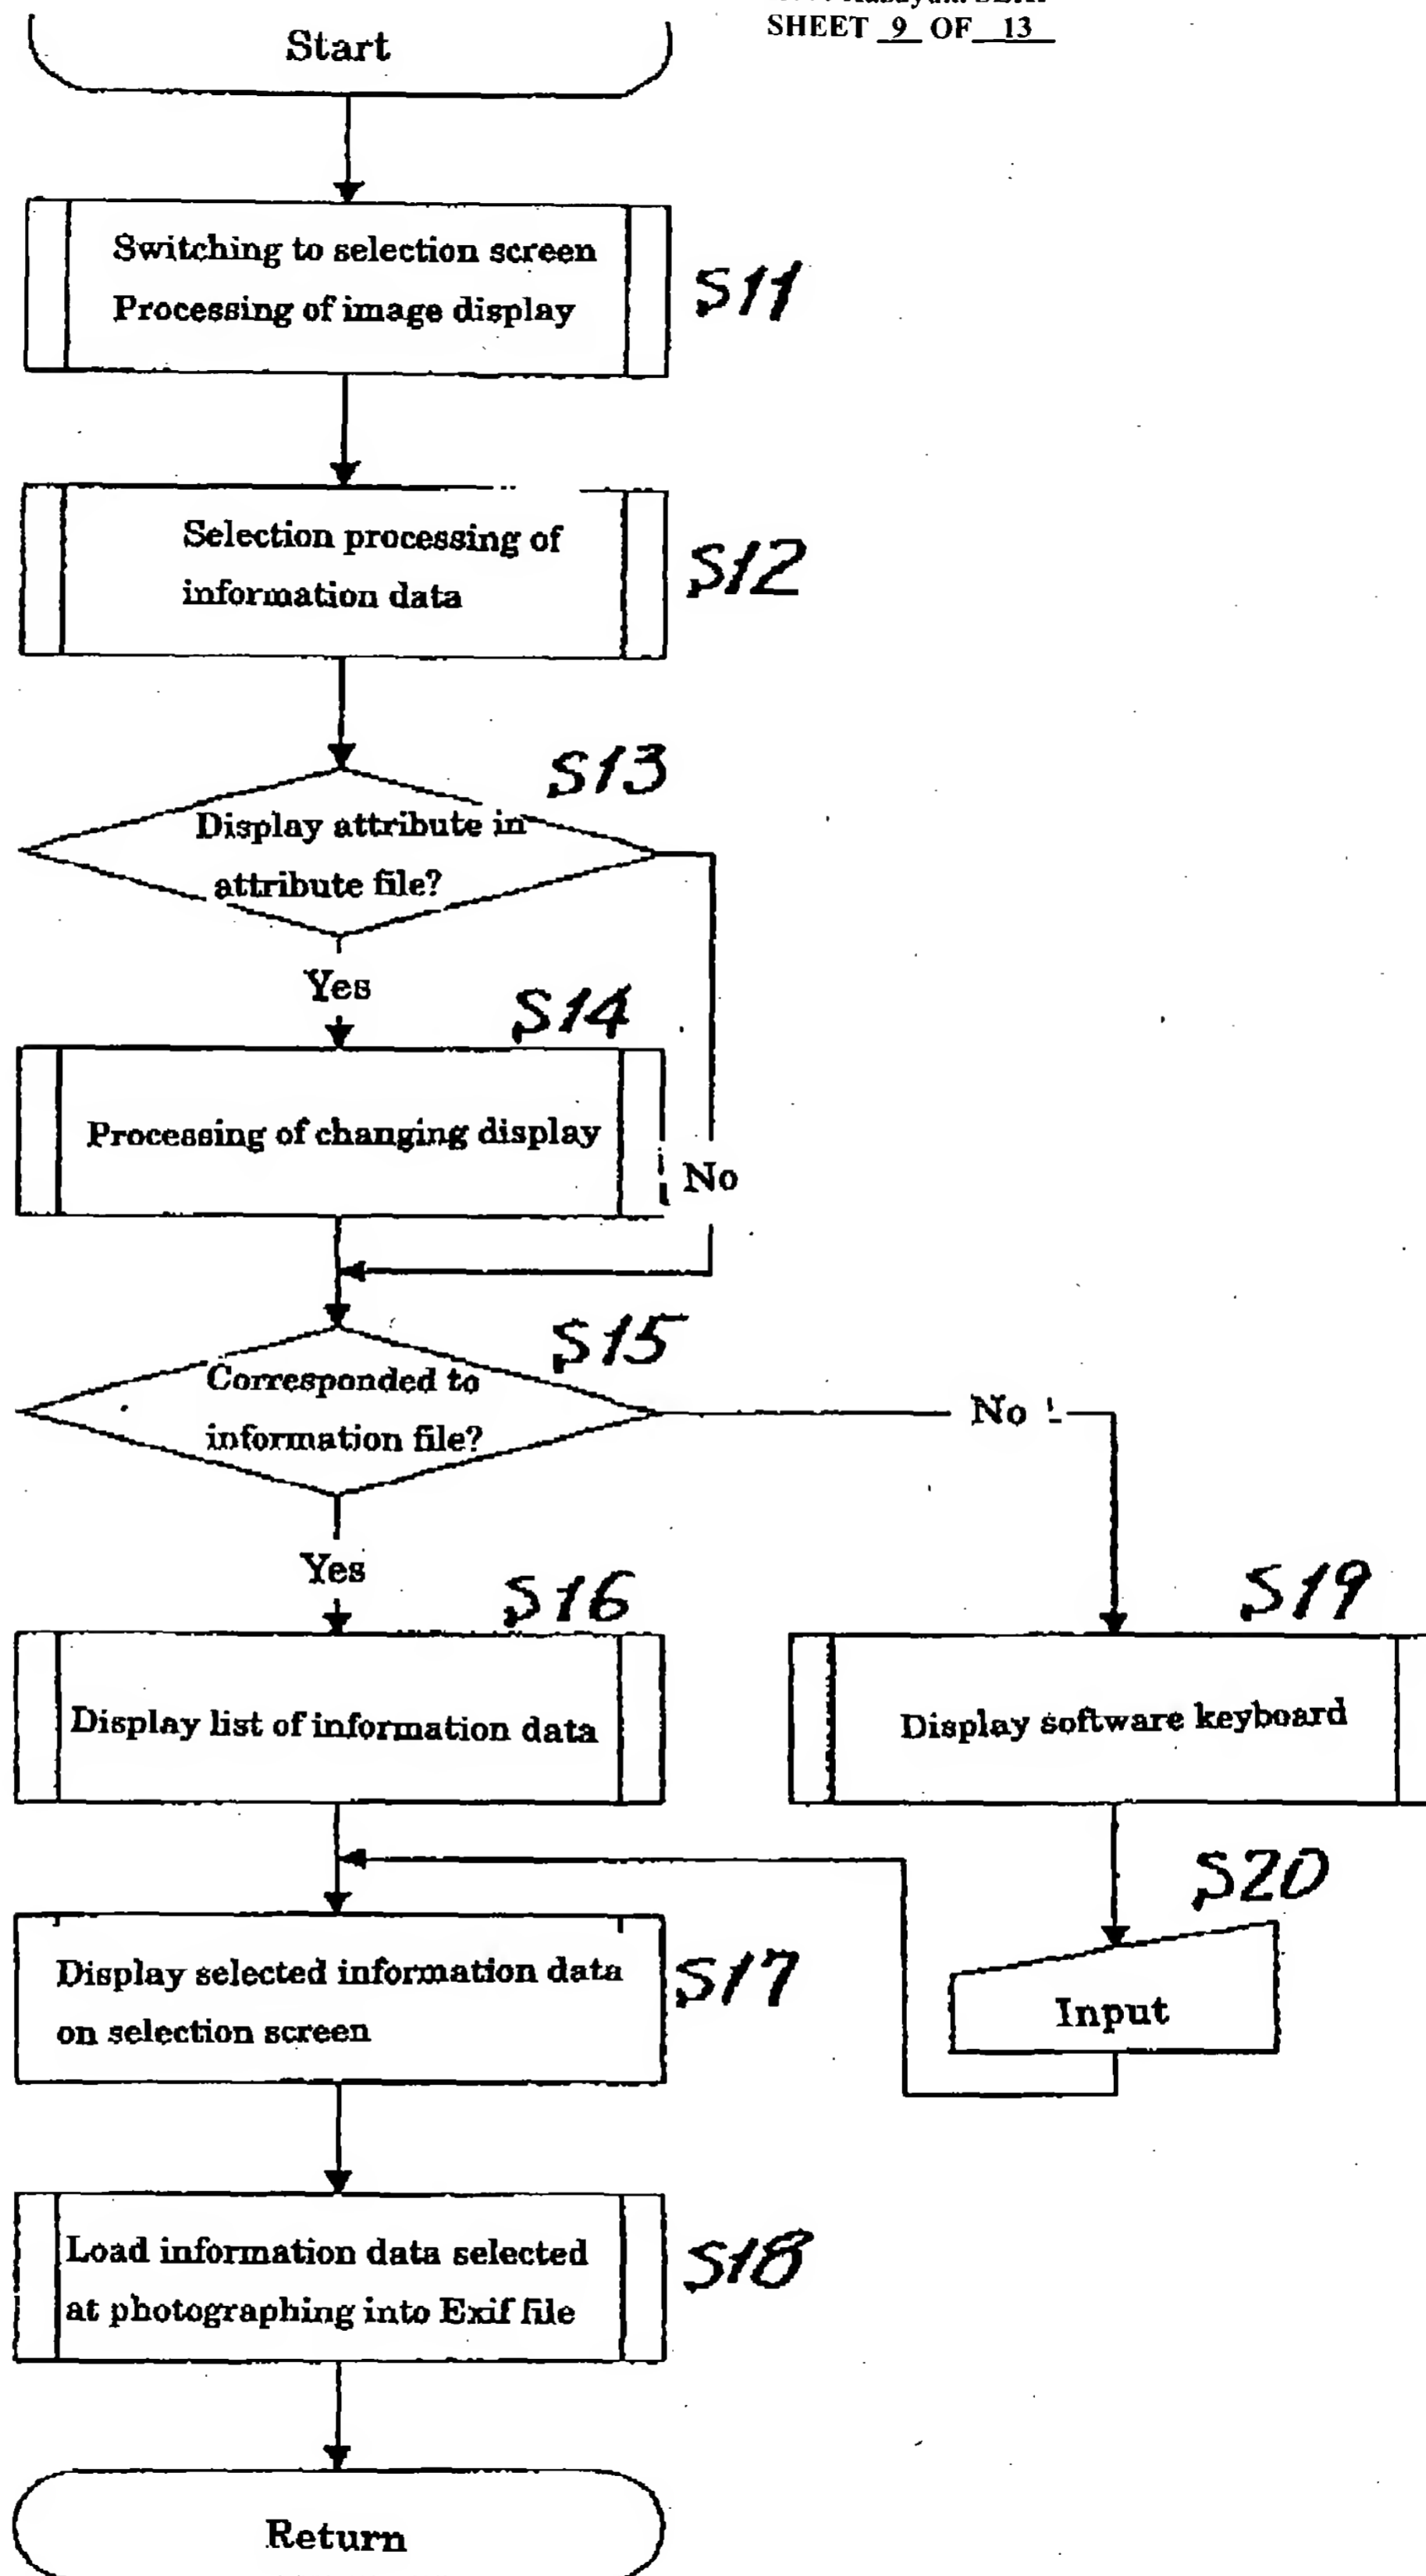 SHEET 9 OF 13
Start
Switching to selection screen
Processing of image display
S11
Selection processing of
information data
S12
S13
Display attribute in
attribute file?
Yes
S14
Processing of changing display
No
S15
Corresponded to
information file?
No
Yes
S16
S19
Display list of information data
Display software keyboard
S20
Display selected information data
on selection screen
S17
Input
Load information data selected
at photographing into Exif file
S18
Return